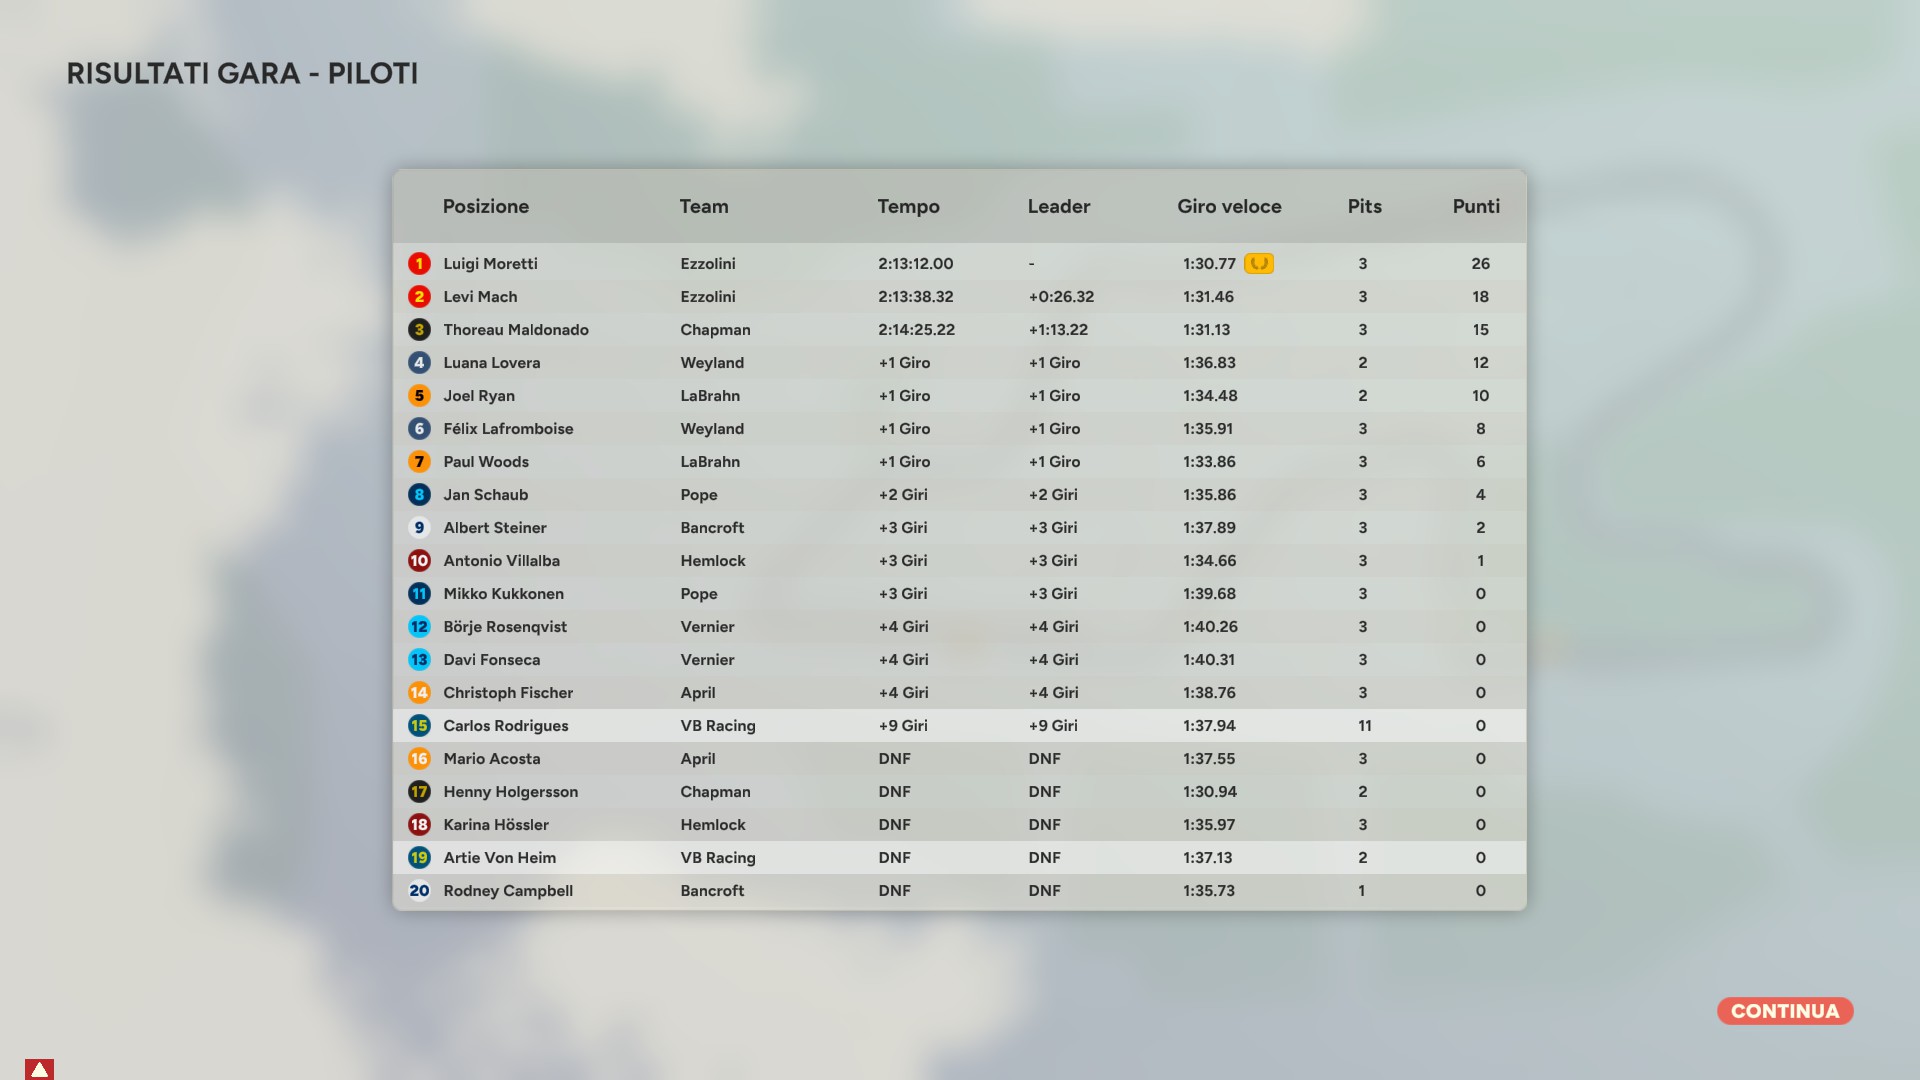 RISULTATI GARA - PILOTI
Posizione Team Tempo Leader Giro veloce Pits Punti
1 Luigi Moretti Ezzolini 2:13:12.00 - 1:30.77 3 26
2 Levi Mach Ezzolini 2:13:38.32 +0:26.32 1:31.46 3 18
3 Thoreau Maldonado Chapman 2:14:25.22 +1:13.22 1:31.13 3 15
4 Luana Lovera Weyland +1 Giro +1 Giro 1:36.83 2 12
5 Joel Ryan LaBrahn +1 Giro +1 Giro 1:34.48 2 10
6 Félix Lafromboise Weyland +1 Giro +1 Giro 1:35.91 3 8
7 Paul Woods LaBrahn +1 Giro +1 Giro 1:33.86 3 6
8 Jan Schaub Pope +2 Giri +2 Giri 1:35.86 3 4
9 Albert Steiner Bancroft +3 Giri +3 Giri 1:37.89 3 2
10 Antonio Villalba Hemlock +3 Giri +3 Giri 1:34.66 3 1
11 Mikko Kukkonen Pope +3 Giri +3 Giri 1:39.68 3 0
12 Börje Rosenqvist Vernier +4 Giri +4 Giri 1:40.26 3 0
13 Davi Fonseca Vernier +4 Giri +4 Giri 1:40.31 3 0
14 Christoph Fischer April +4 Giri +4 Giri 1:38.76 3 0
15 Carlos Rodrigues VB Racing +9 Giri +9 Giri 1:37.94 11 0
16 Mario Acosta April DNF DNF 1:37.55 3 0
17 Henny Holgersson Chapman DNF DNF 1:30.94 2 0
18 Karina Hössler Hemlock DNF DNF 1:35.97 3 0
19 Artie Von Heim VB Racing DNF DNF 1:37.13 2 0
20 Rodney Campbell Bancroft DNF DNF 1:35.73 1 0
CONTINUA